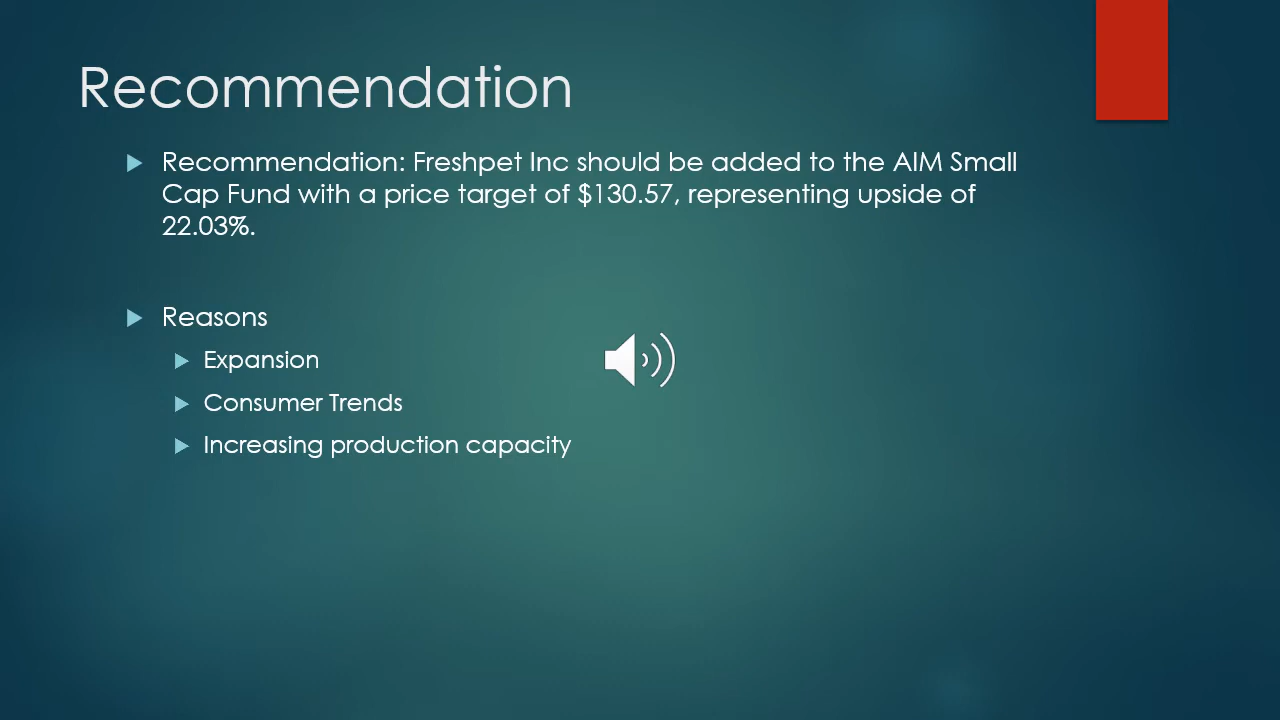 Recommendation
Recommendation: Freshpet Inc should be added to the AIM Small
Cap Fund with a price target of $130.57, representing upside of
22.03%.
Reasons
Expansion
Consumer Trends
Increasing production capacity